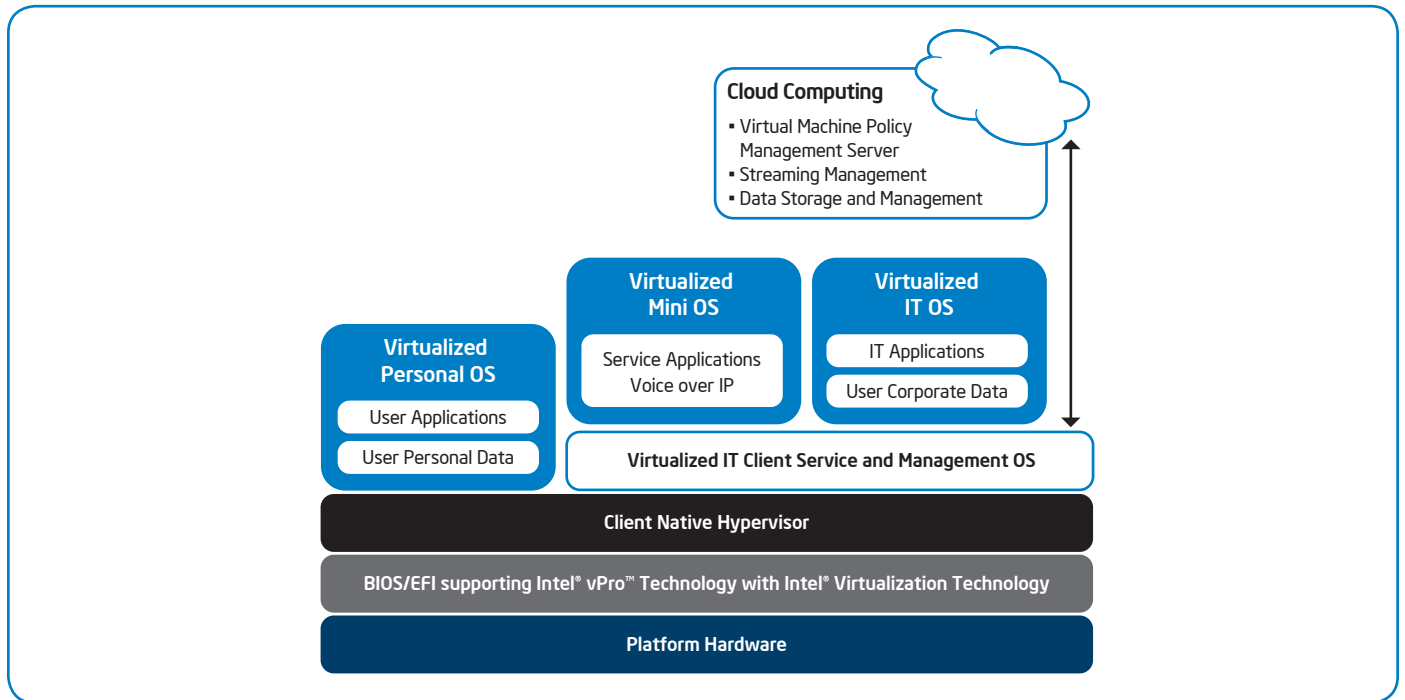 Cloud Computing
▪ Virtual Machine Policy
Management Server
▪ Streaming Management
▪ Data Storage and Management
Virtualized
Personal OS
User Applications
User Personal Data
Virtualized
Mini OS
Service Applications
Voice over IP
Virtualized
IT OS
IT Applications
User Corporate Data
Virtualized IT Client Service and Management OS
Client Native Hypervisor
BIOS/EFI supporting Intel® vPro™ Technology with Intel® Virtualization Technology
Platform Hardware